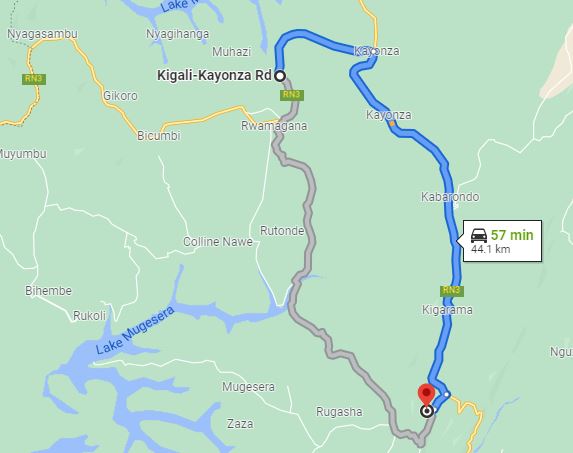 Lake M
Nyagasambu
Nyagihanga
Muhazi
Kayonza
Kigali-Kayonza Rd
RN3
Gikoro
RN3
Kayonza
Rwamagana
Bicumbi
Muyumbu
Kabarondo
Rutonde
57 min
Colline Nawe
44.1 km
Bihembe
RN3
Rukoli
Kigarama
Lake Mugesera
Ngu
Mugesera
Rugasha
Zaza